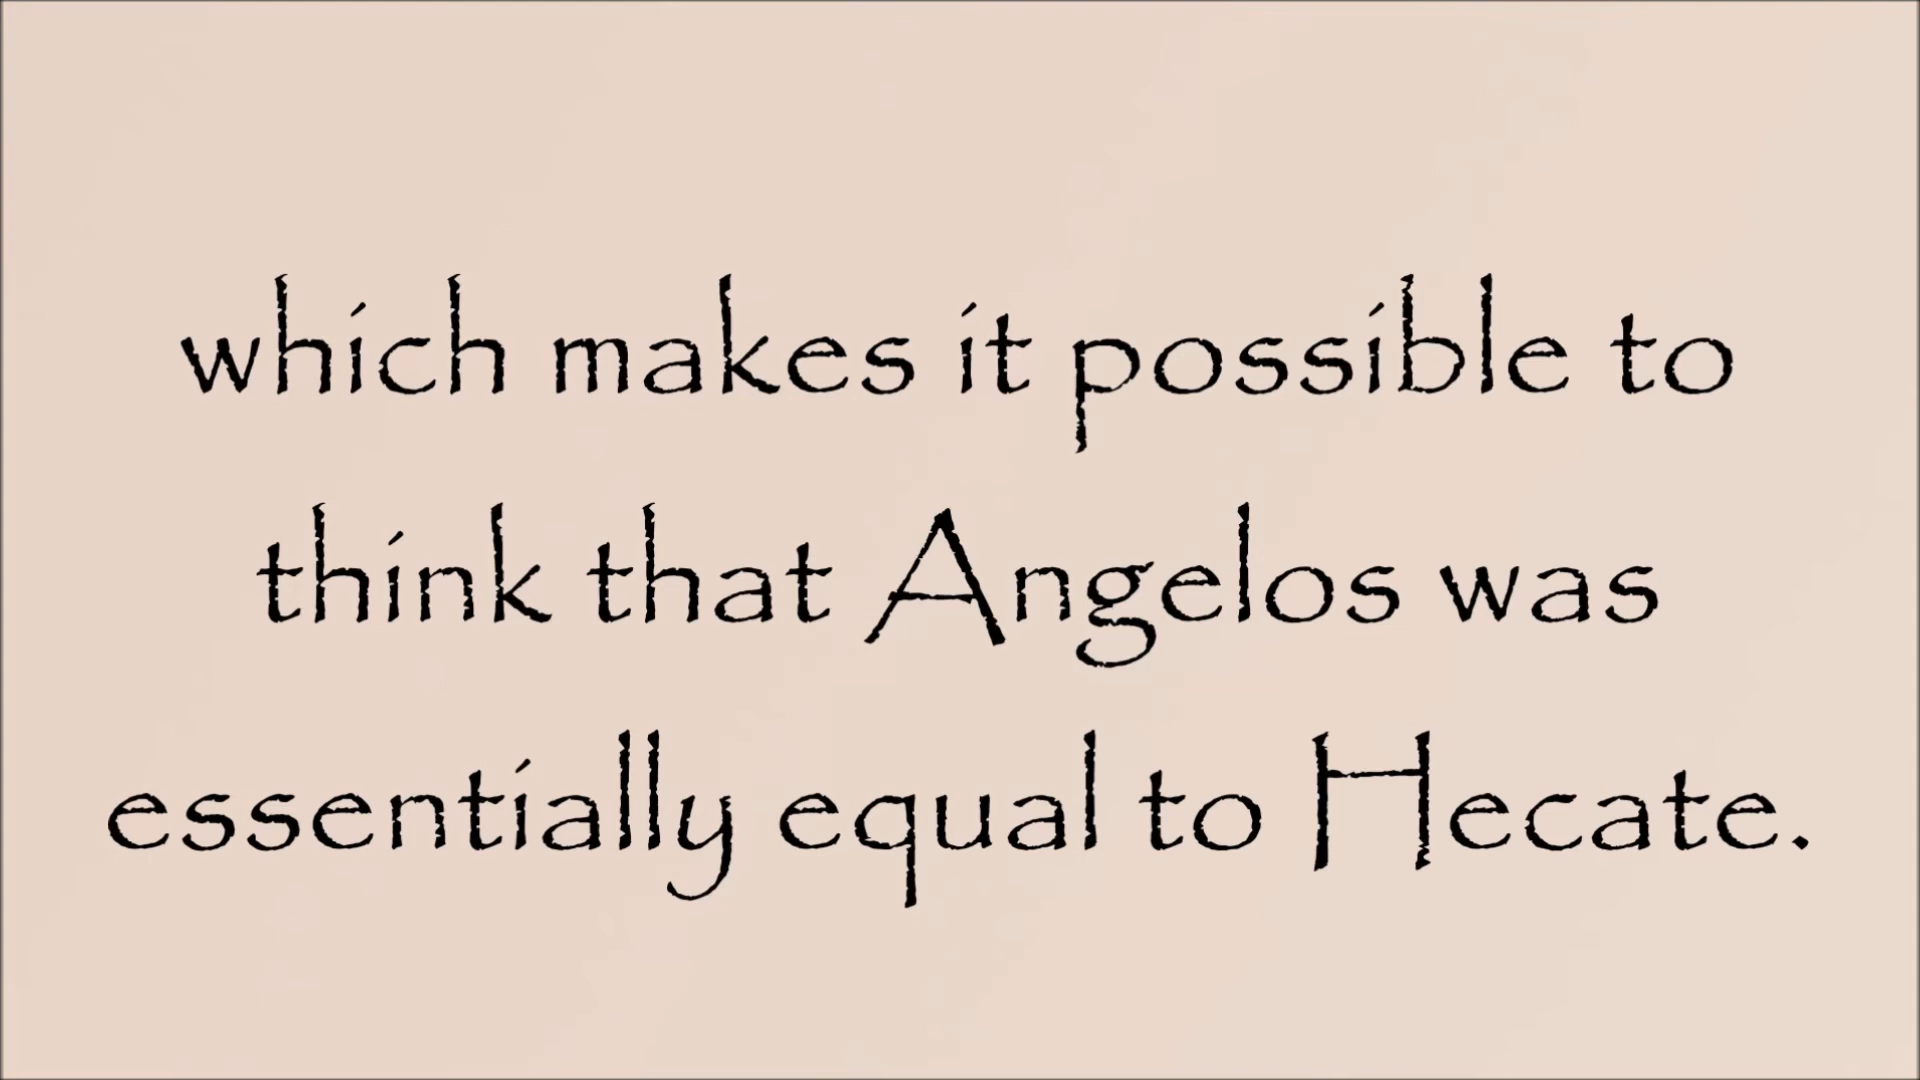 which makes it possible to
think that Angelos was
essentially equal to Hecate.